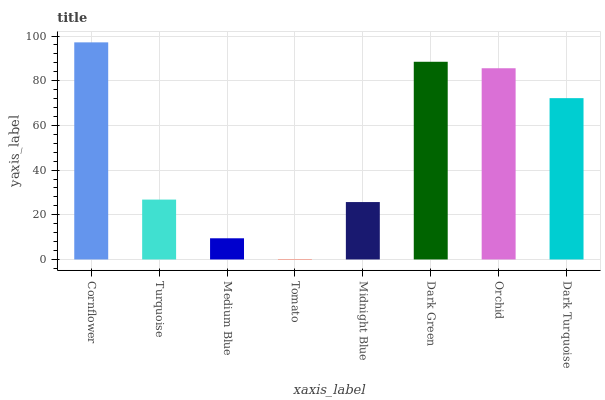 title
yaxis_label
100
80
60
40
20
0
Cornflower
Turquoise
Medium Blue
Tomato
Midnight Blue
Dark Green
Orchid
Dark Turquoise
xaxis_label